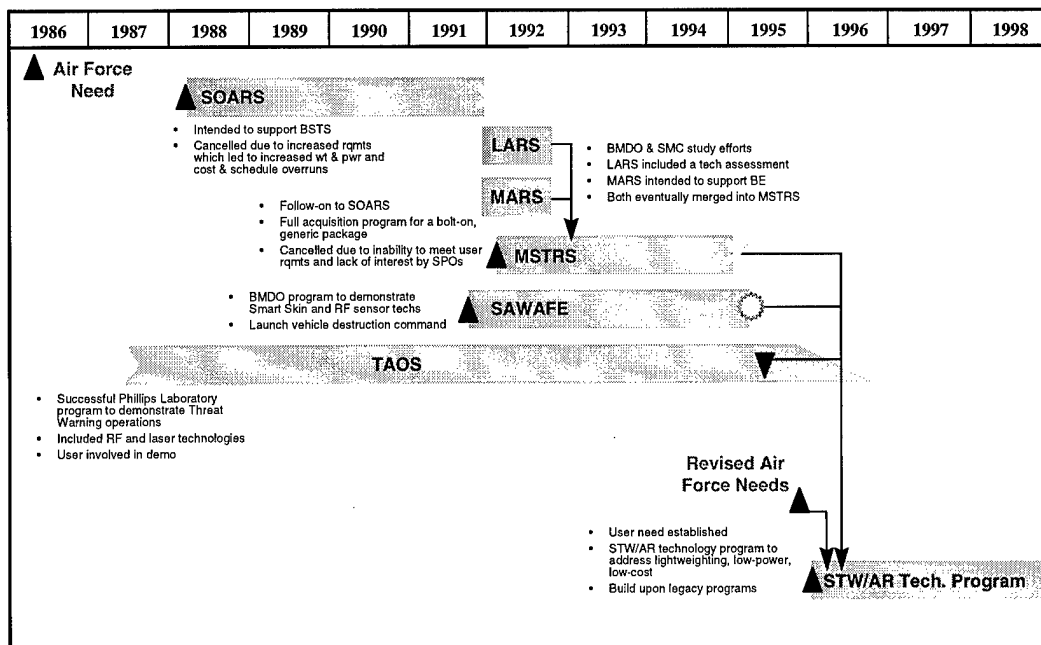 1986 1987 1988 1989 1990 1991 1992 1993 1994 1995 1996 1997 1998
Air Force
Need
SOARS
• Intended to support BSTS
• Cancelled due to increased rqmts
which led to increased wt & pwr and
cost & schedule overruns
LARS
MARS
• BMDO & SMC study efforts
• LARS included a tech assessment
• MARS intended to support BE
• Both eventually merged into MSTRS
• Follow-on to SOARS
• Full acquisition program for a bolt-on,
generic package
• Cancelled due to inability to meet user
rqmts and lack of interest by SPOs
MSTRS
• BMDO program to demonstrate
Smart Skin and RF sensor techs
• Launch vehicle destruction command
SAWAFE
TAOS
• Successful Phillips Laboratory
program to demonstrate Threat
Warning operations
• Included RF and laser technologies
• User involved in demo
Revised Air
Force Needs
• User need established
• STW/AR technology program to
address lightweighting, low-power,
low-cost
• Build upon legacy programs
STW/AR Tech. Program